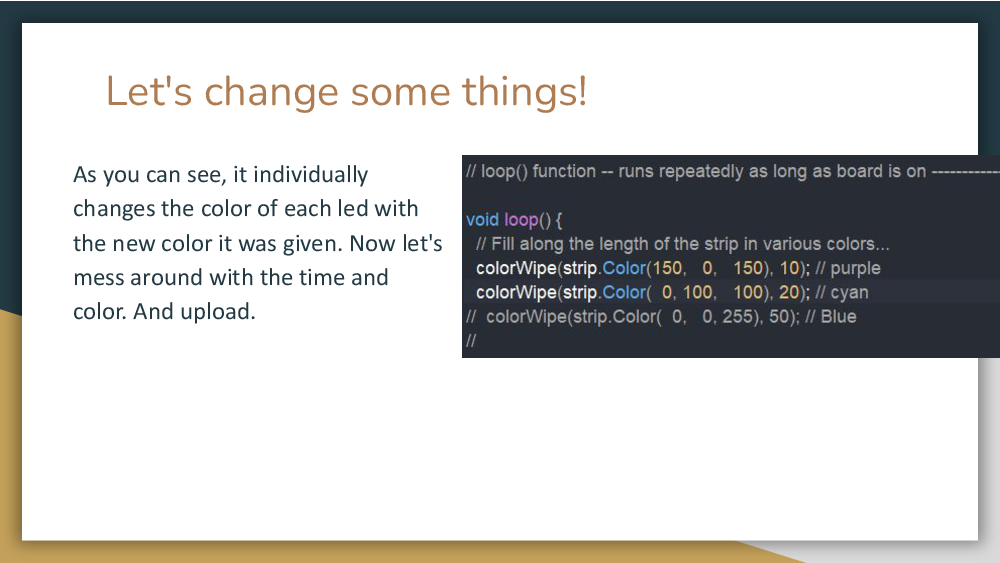 Let's change some things!
As you can see, it individually
changes the color of each led with
the new color it was given. Now let's
mess around with the time and
color. And upload.
// loop() function -- runs repeatedly as long as board is on ------------
void loop() {
// Fill along the length of the strip in various colors...
colorWipe(strip.Color(150,   0,   150), 10); // purple
colorWipe(strip.Color(  0, 100,   100), 20); // cyan
//  colorWipe(strip.Color(  0,   0, 255), 50); // Blue
//